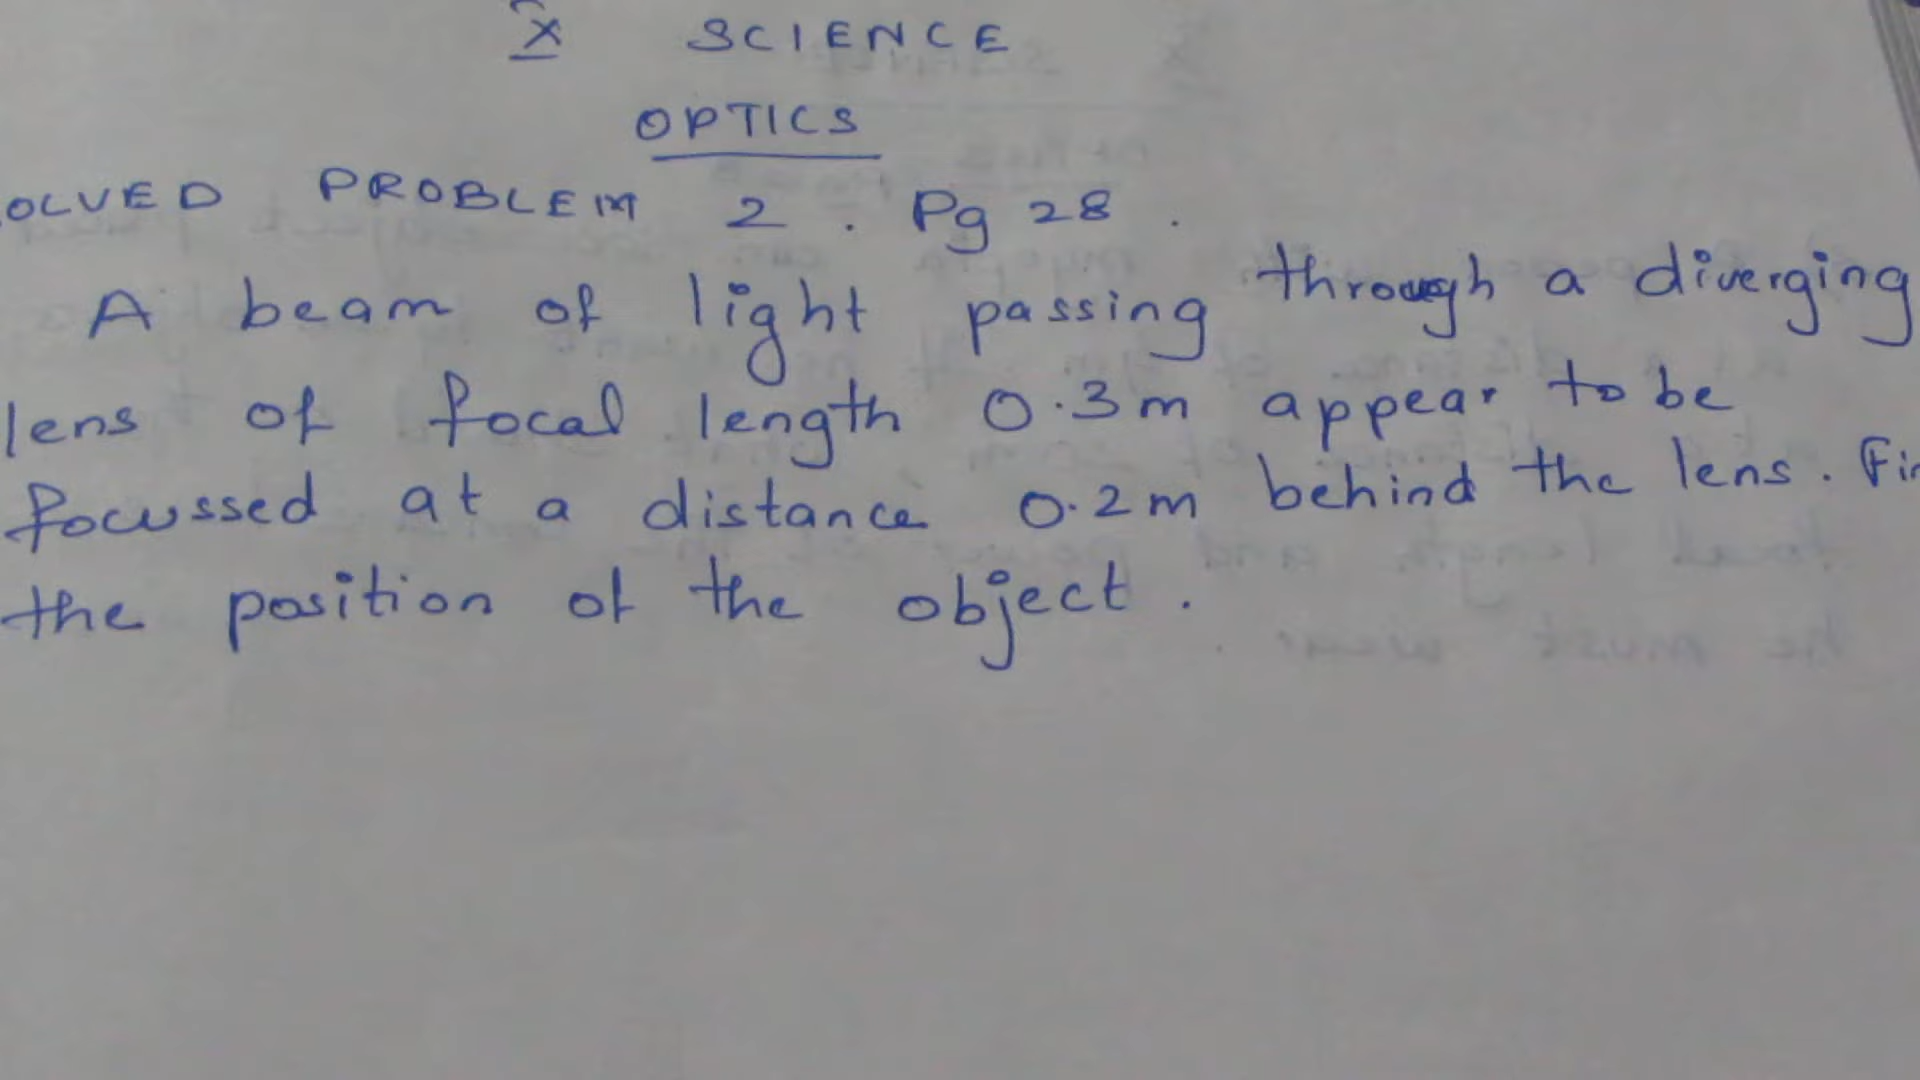 X SCIENCE
OPTICS
OLVED PROBLEM 2. Pg 28.
A beam of light passing through a diverging
lens of focal length 0.3m appear to be
focussed at a distance 0.2m behind the lens. Fin
the position of the object.